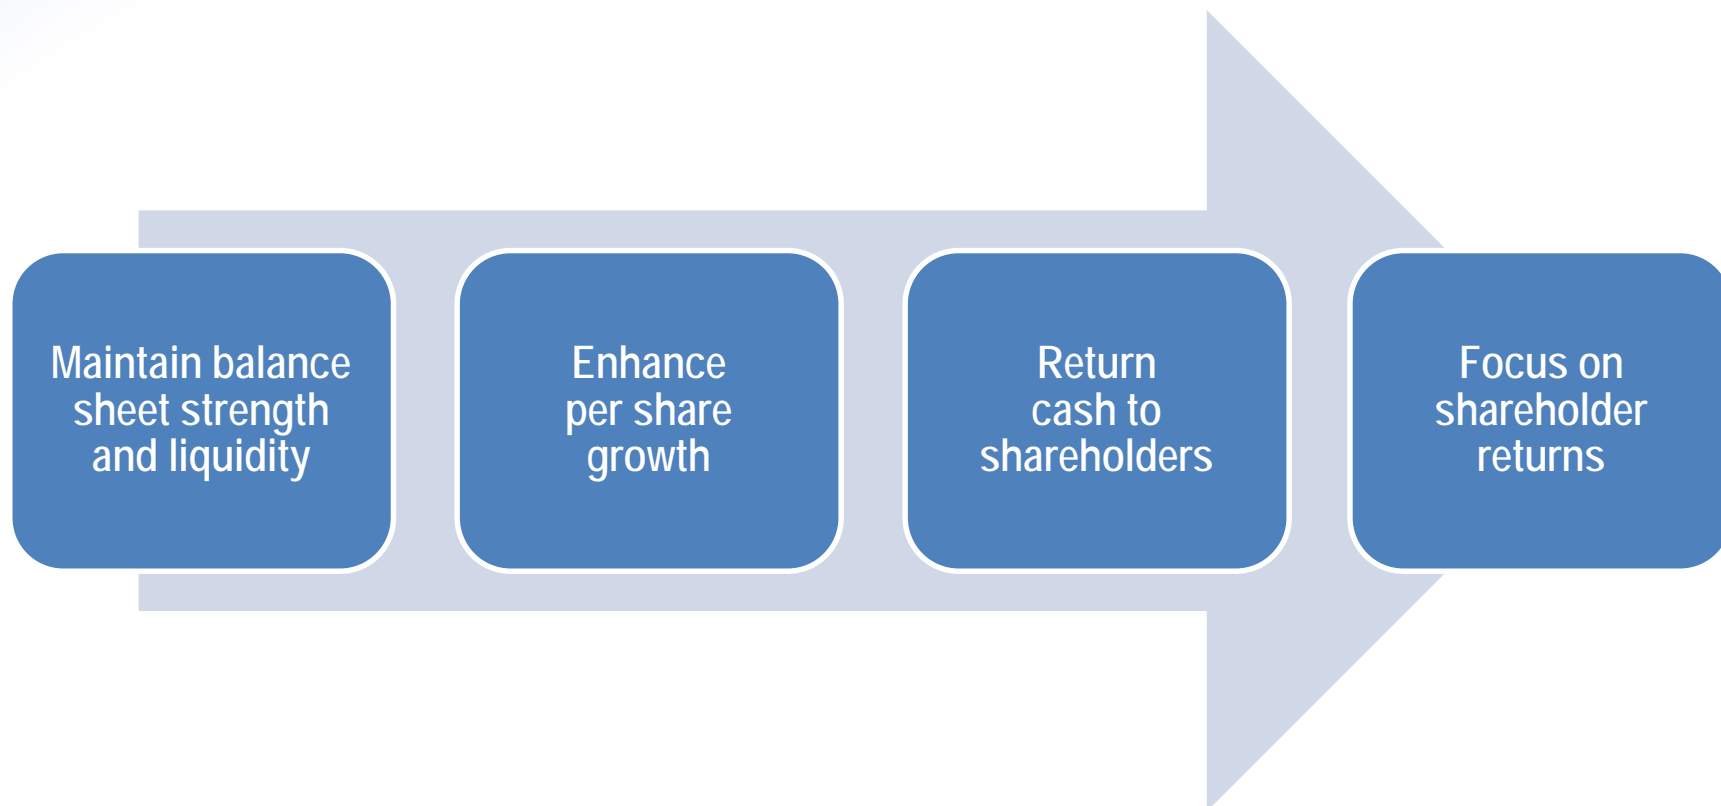 Maintain balance
sheet strength
and liquidity
Enhance
per share
growth
Return
cash to
shareholders
Focus on
shareholder
returns